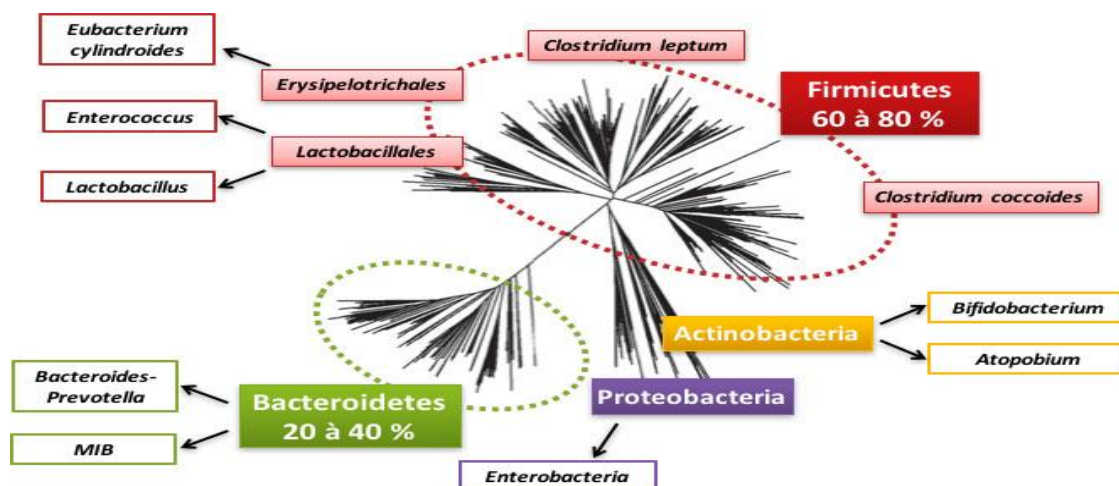 Eubacterium
cylindroides
Clostridium leptum
Erysipelotrichales
Firmicutes
60 à 80 %
Enterococcus
Lactobacillales
Lactobacillus
Clostridium coccoides
Bifidobacterium
Actinobacteria
Atopobium
Bacteroides-
Prevotella
Bacteroidetes
20 à 40 %
Proteobacteria
MIB
Enterobacteria